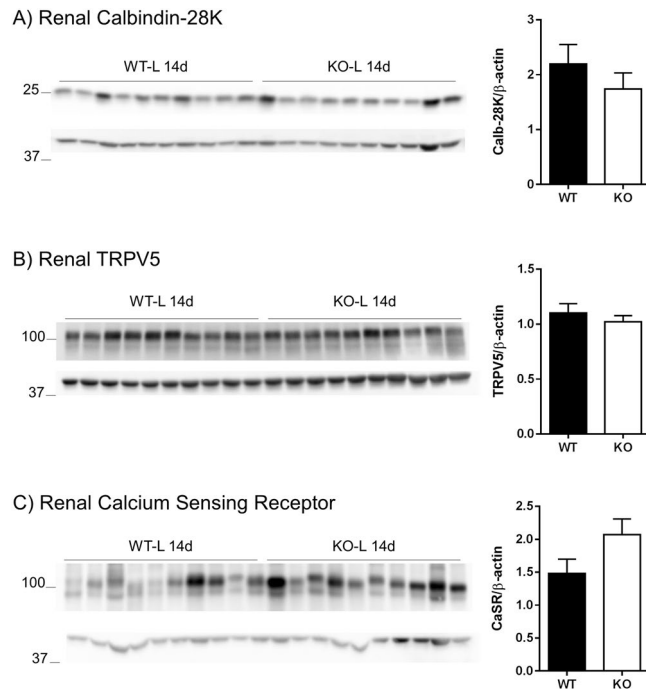 A) Renal Calbindin-28K
WT-L 14d KO-L 14d
25
37
Calb-28K/β-actin
3
2
1
0
WT KO
B) Renal TRPV5
WT-L 14d KO-L 14d
100
37
TRPV5/β-actin
1.5
1.0
0.5
0.0
WT KO
C) Renal Calcium Sensing Receptor
WT-L 14d KO-L 14d
100
37
CaSR/β-actin
2.5
2.0
1.5
1.0
0.5
0.0
WT KO